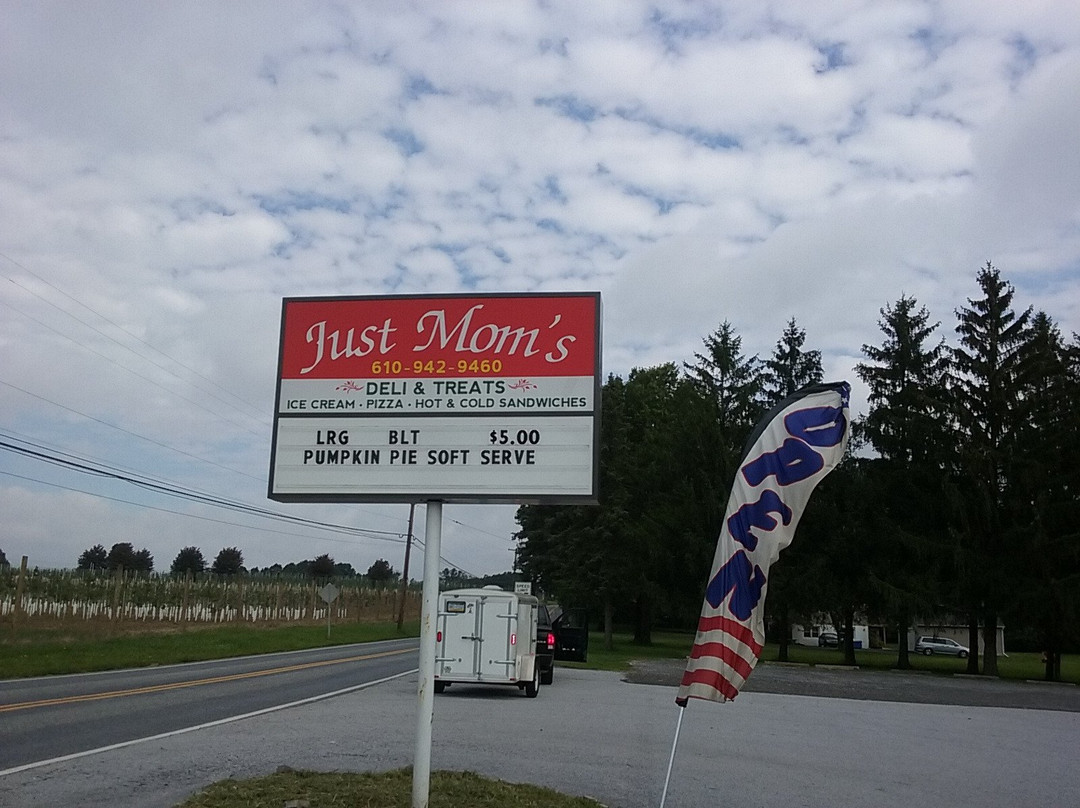 Just Mom's
610-942-9460
DELI & TREATS
ICE CREAM · PIZZA · HOT & COLD SANDWICHES
LRG BLT $5.00
PUMPKIN PIE SOFT SERVE
OPEN